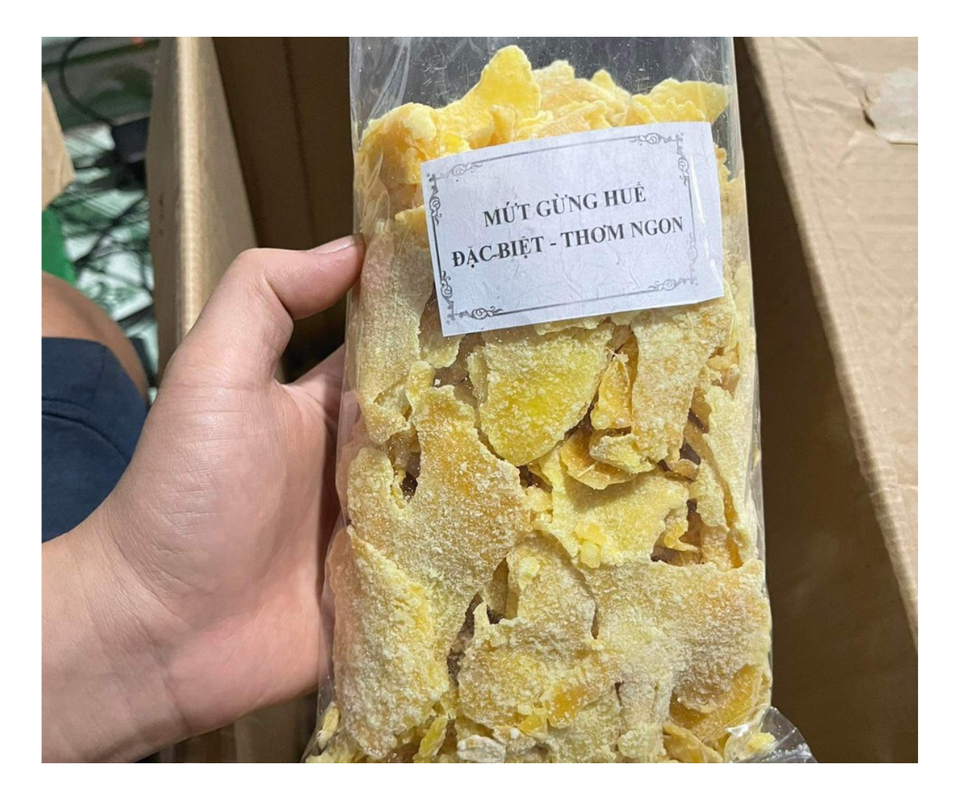 MỨT GỪNG HUẾ
ĐẶC-BIỆT - THƠM NGON